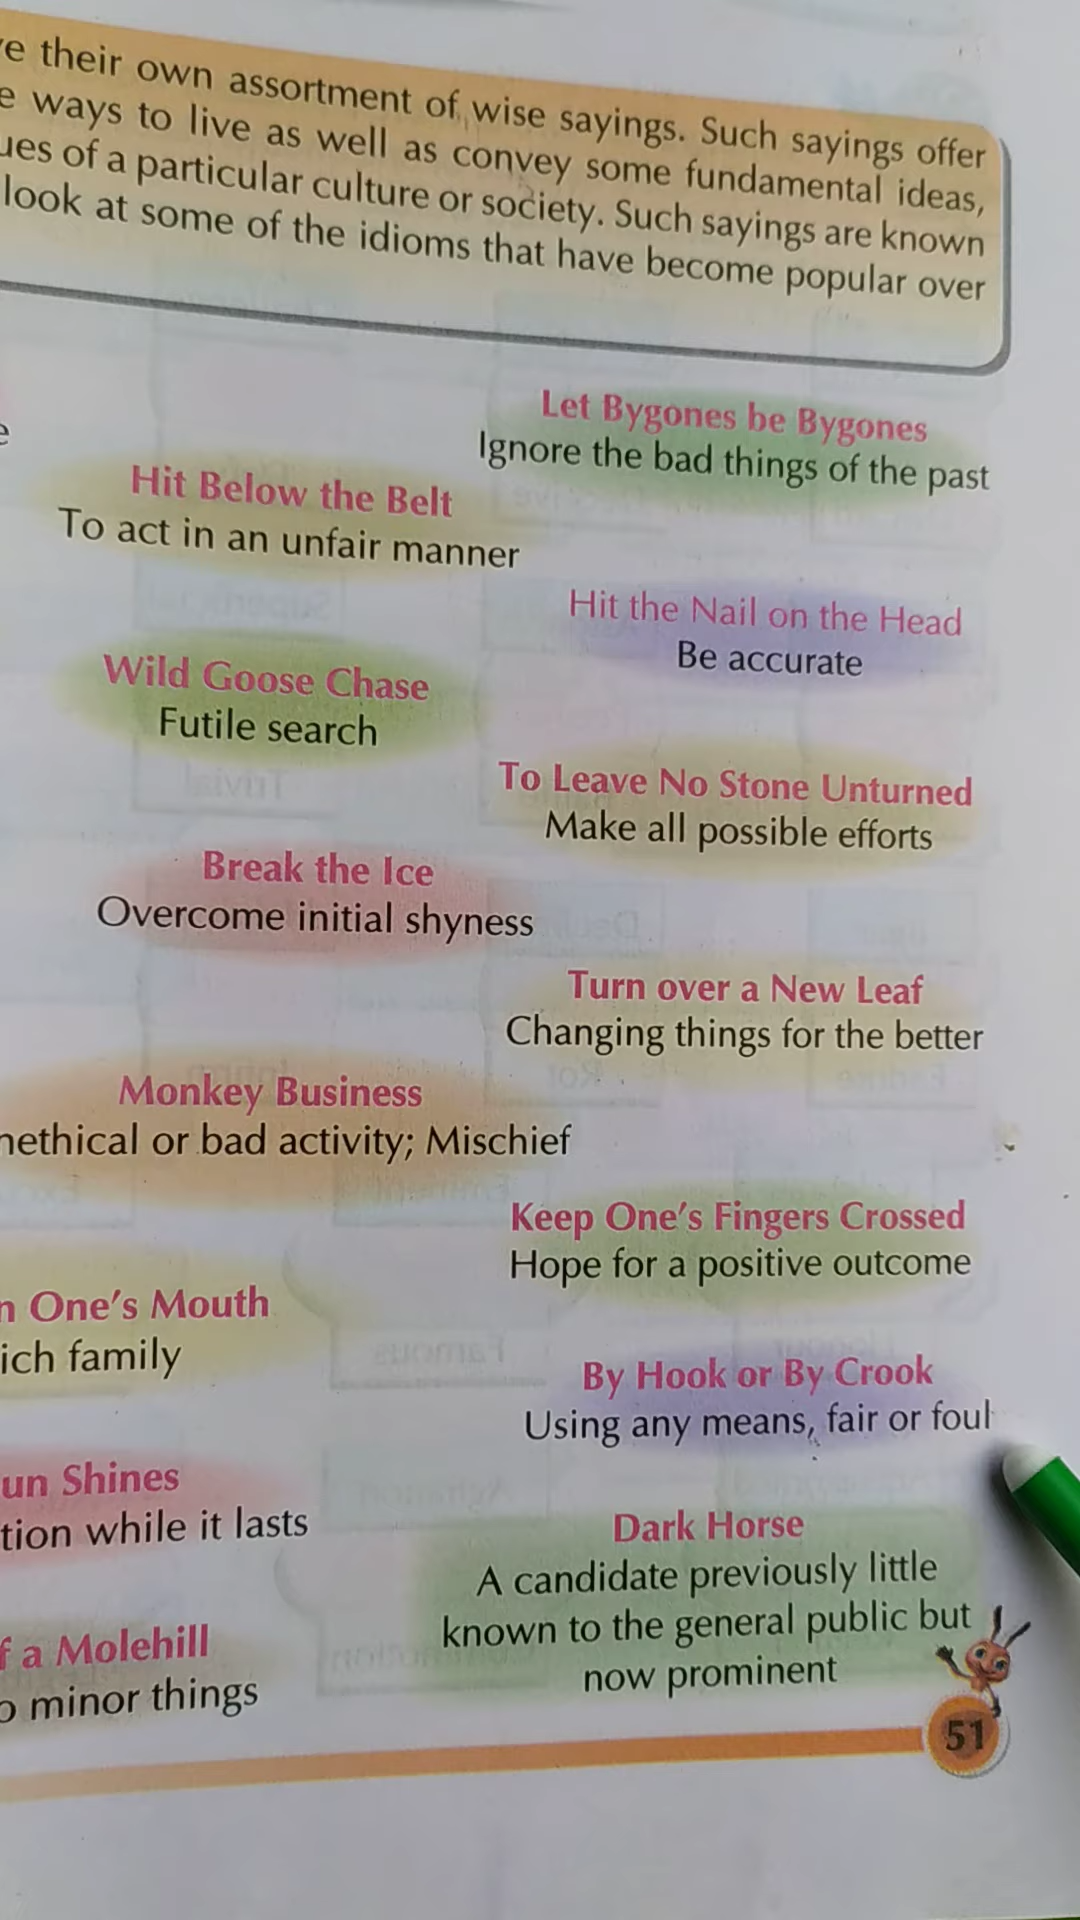 their own assortment of wise sayings. Such sayings offer
ways to live as well as convey some fundamental ideas,
of a particular culture or society. Such sayings are known
look at some of the idioms that have become popular over
Let Bygones be Bygones
Ignore the bad things of the past
Hit Below the Belt
To act in an unfair manner
Hit the Nail on the Head
Be accurate
Wild Goose Chase
Futile search
To Leave No Stone Unturned
Make all possible efforts
Break the Ice
Overcome initial shyness
Turn over a New Leaf
Changing things for the better
Monkey Business
nethical or bad activity; Mischief
Keep One's Fingers Crossed
Hope for a positive outcome
n One's Mouth
ich family
By Hook or By Crook
Using any means, fair or foul
un Shines
tion while it lasts
Dark Horse
A candidate previously little
known to the general public but
now prominent
f a Molehill
o minor things
51